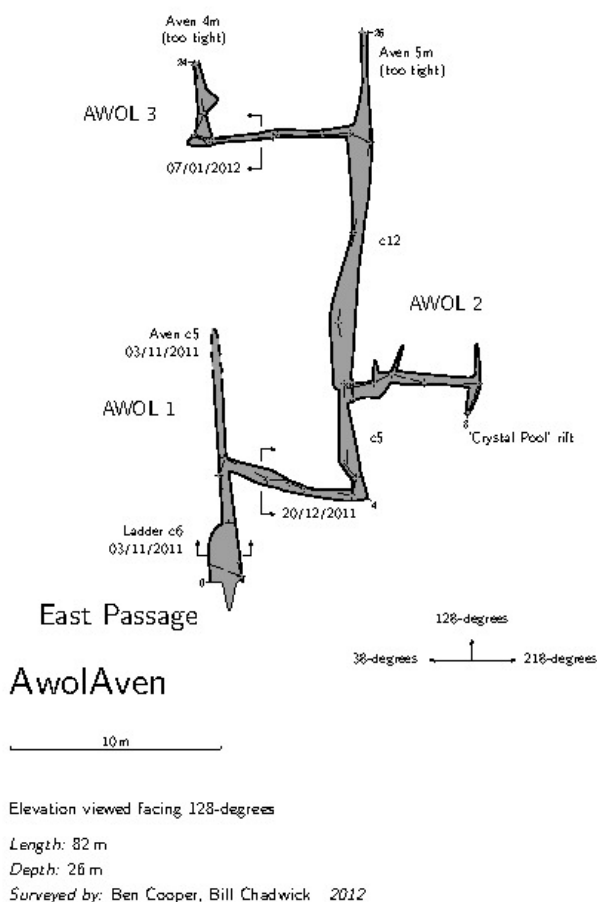 Aven 4m
(too tight)
26
Aven 5m
(too tight)
24
AWOL 3
07/01/2012
c12
AWOL 2
Aven c5
03/11/2011
AWOL 1
8
'Crystal Pool' rift
c5
4
20/12/2011
Ladder c6
03/11/2011
0
East Passage
128-degrees
38-degrees
218-degrees
AwolAven
10 m
Elevation viewed facing 128-degrees
Length: 82 m
Depth: 26 m
Surveyed by: Ben Cooper, Bill Chadwick 2012